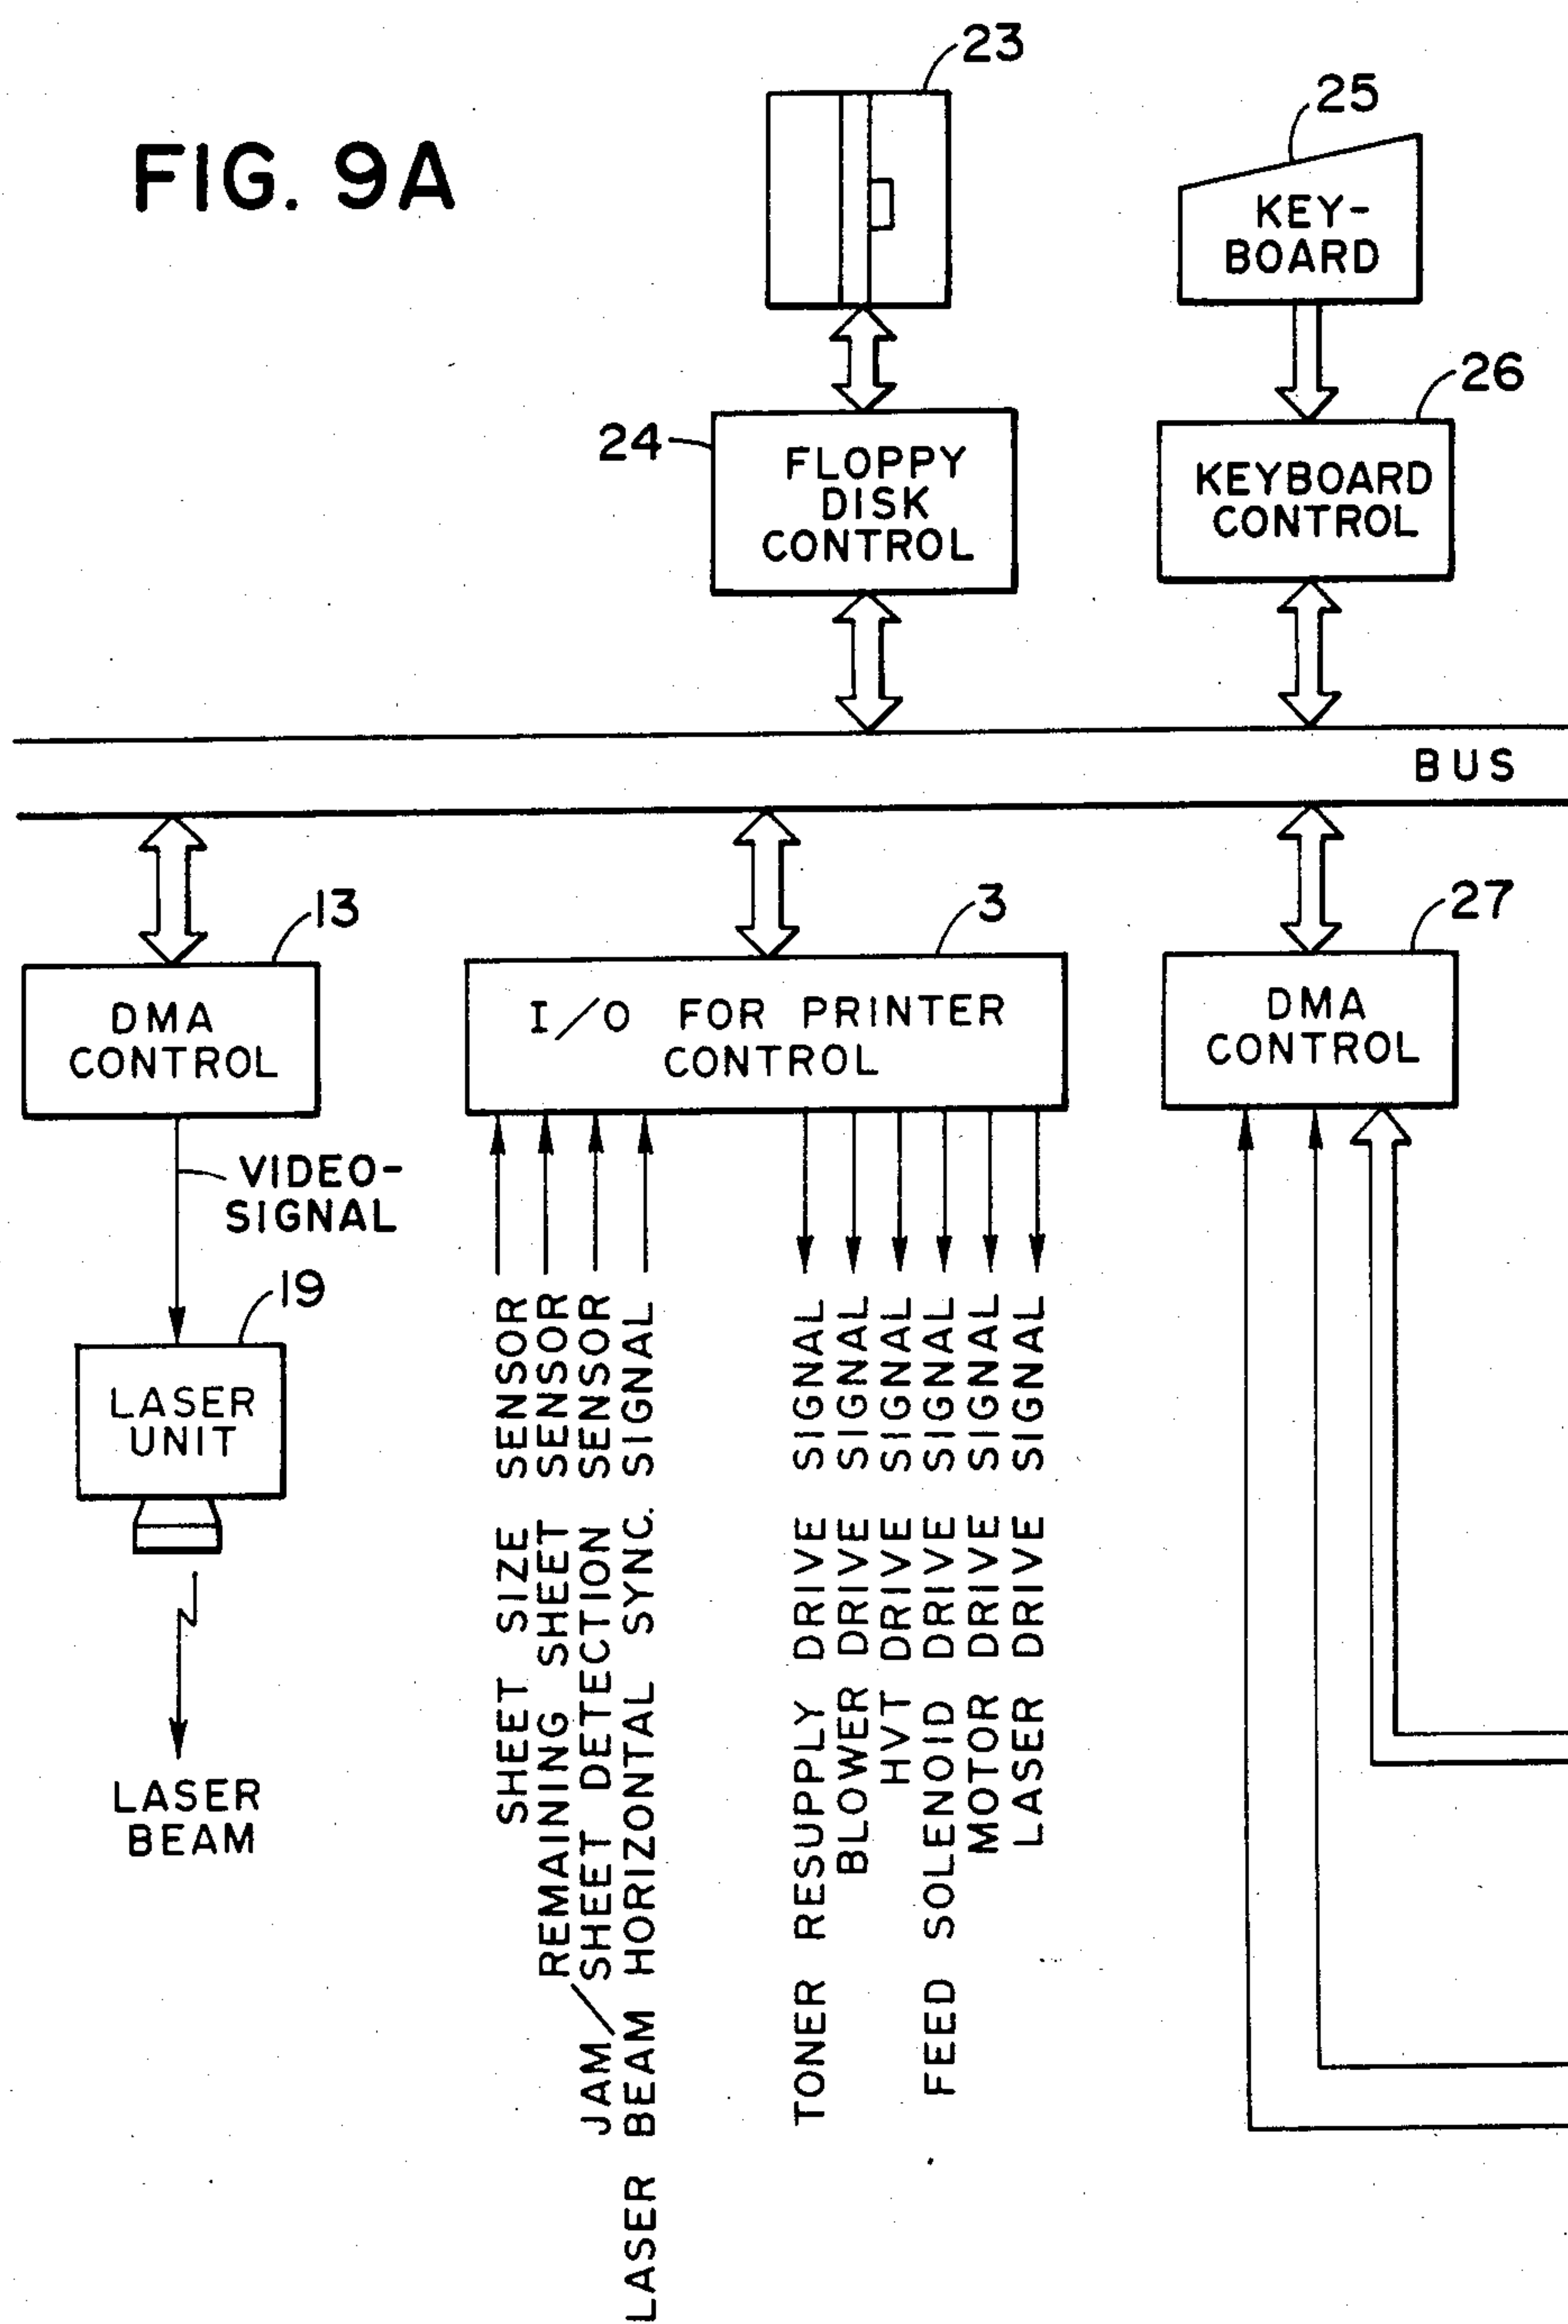 FIG. 9A
23
25
KEY-
BOARD
24
FLOPPY
DISK
CONTROL
26
KEYBOARD
CONTROL
BUS
13
DMA
CONTROL
3
I/O FOR PRINTER
CONTROL
27
DMA
CONTROL
VIDEO-
SIGNAL
19
LASER
UNIT
LASER
BEAM
SHEET SIZE SENSOR
REMAINING SHEET SENSOR
JAM/SHEET DETECTION SENSOR
LASER BEAM HORIZONTAL SYNC. SIGNAL
TONER RESUPPLY DRIVE SIGNAL
BLOWER DRIVE SIGNAL
HVT DRIVE SIGNAL
FEED SOLENOID DRIVE SIGNAL
MOTOR DRIVE SIGNAL
LASER DRIVE SIGNAL